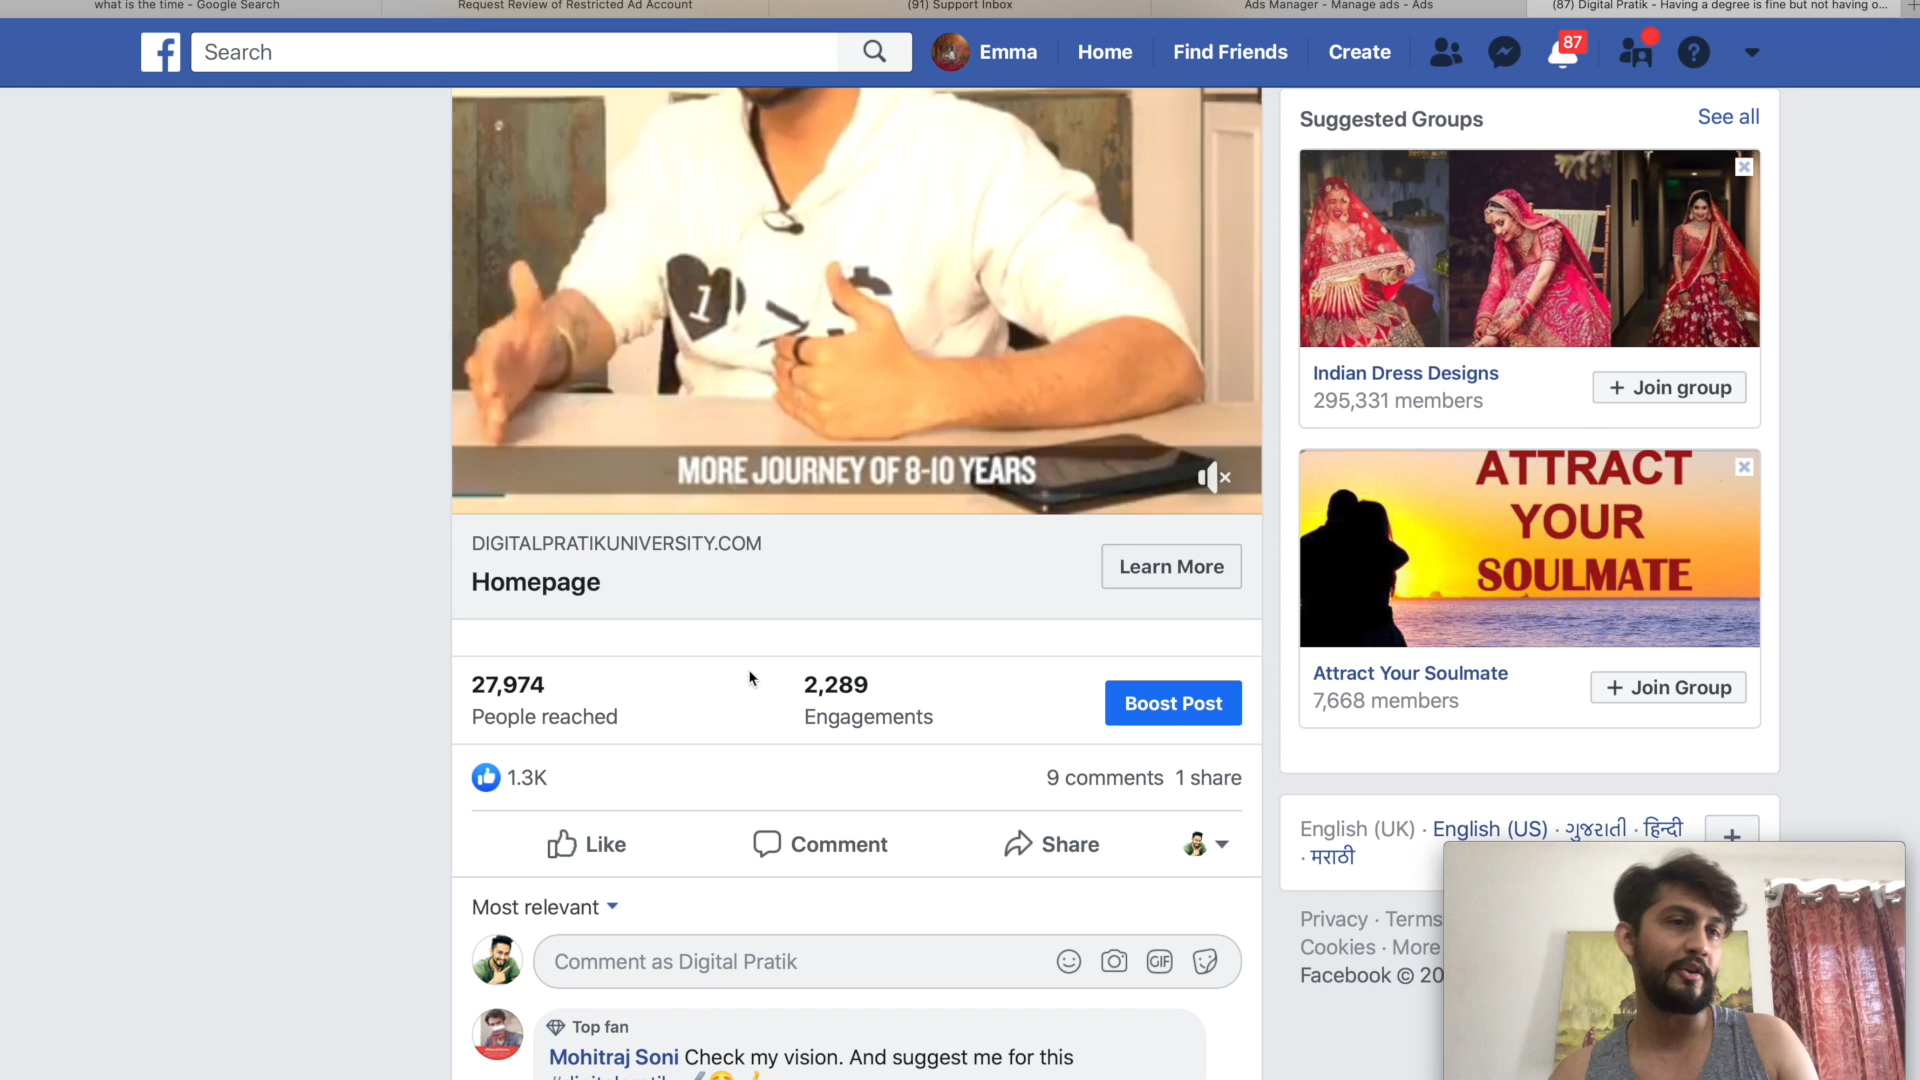 what is the time - Google Search
Request Review of Restricted Ad Account
(91) Support Inbox
Ads Manager - Manage ads - Ads
(87) Digital Pratik - Having a degree is fine but not having o...
f
Search
Emma
Home
Find Friends
Create
87
?
Suggested Groups
See all
1 > $
MORE JOURNEY OF 8-10 YEARS
Indian Dress Designs
295,331 members
+ Join group
ATTRACT
YOUR
SOULMATE
Attract Your Soulmate
7,668 members
+ Join Group
DIGITALPRATIKUNIVERSITY.COM
Homepage
Learn More
27,974
People reached
2,289
Engagements
Boost Post
1.3K
9 comments 1 share
Like
Comment
Share
Most relevant
Comment as Digital Pratik
GIF
Top fan
Mohitraj Soni Check my vision. And suggest me for this
English (UK) · English (US) · ગુજરાતી · हिन्दी
· मराठी
+
Privacy · Terms
Cookies · More
Facebook © 20